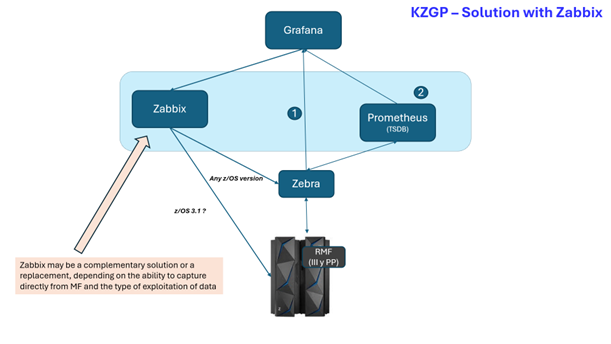 KZGP – Solution with Zabbix
Grafana
Zabbix
1
2
Prometheus
(TSDB)
Any z/OS version
Zebra
z/OS 3.1 ?
RMF
(III y PP)
Zabbix may be a complementary solution or a
replacement, depending on the ability to capture
directly from MF and the type of exploitation of data